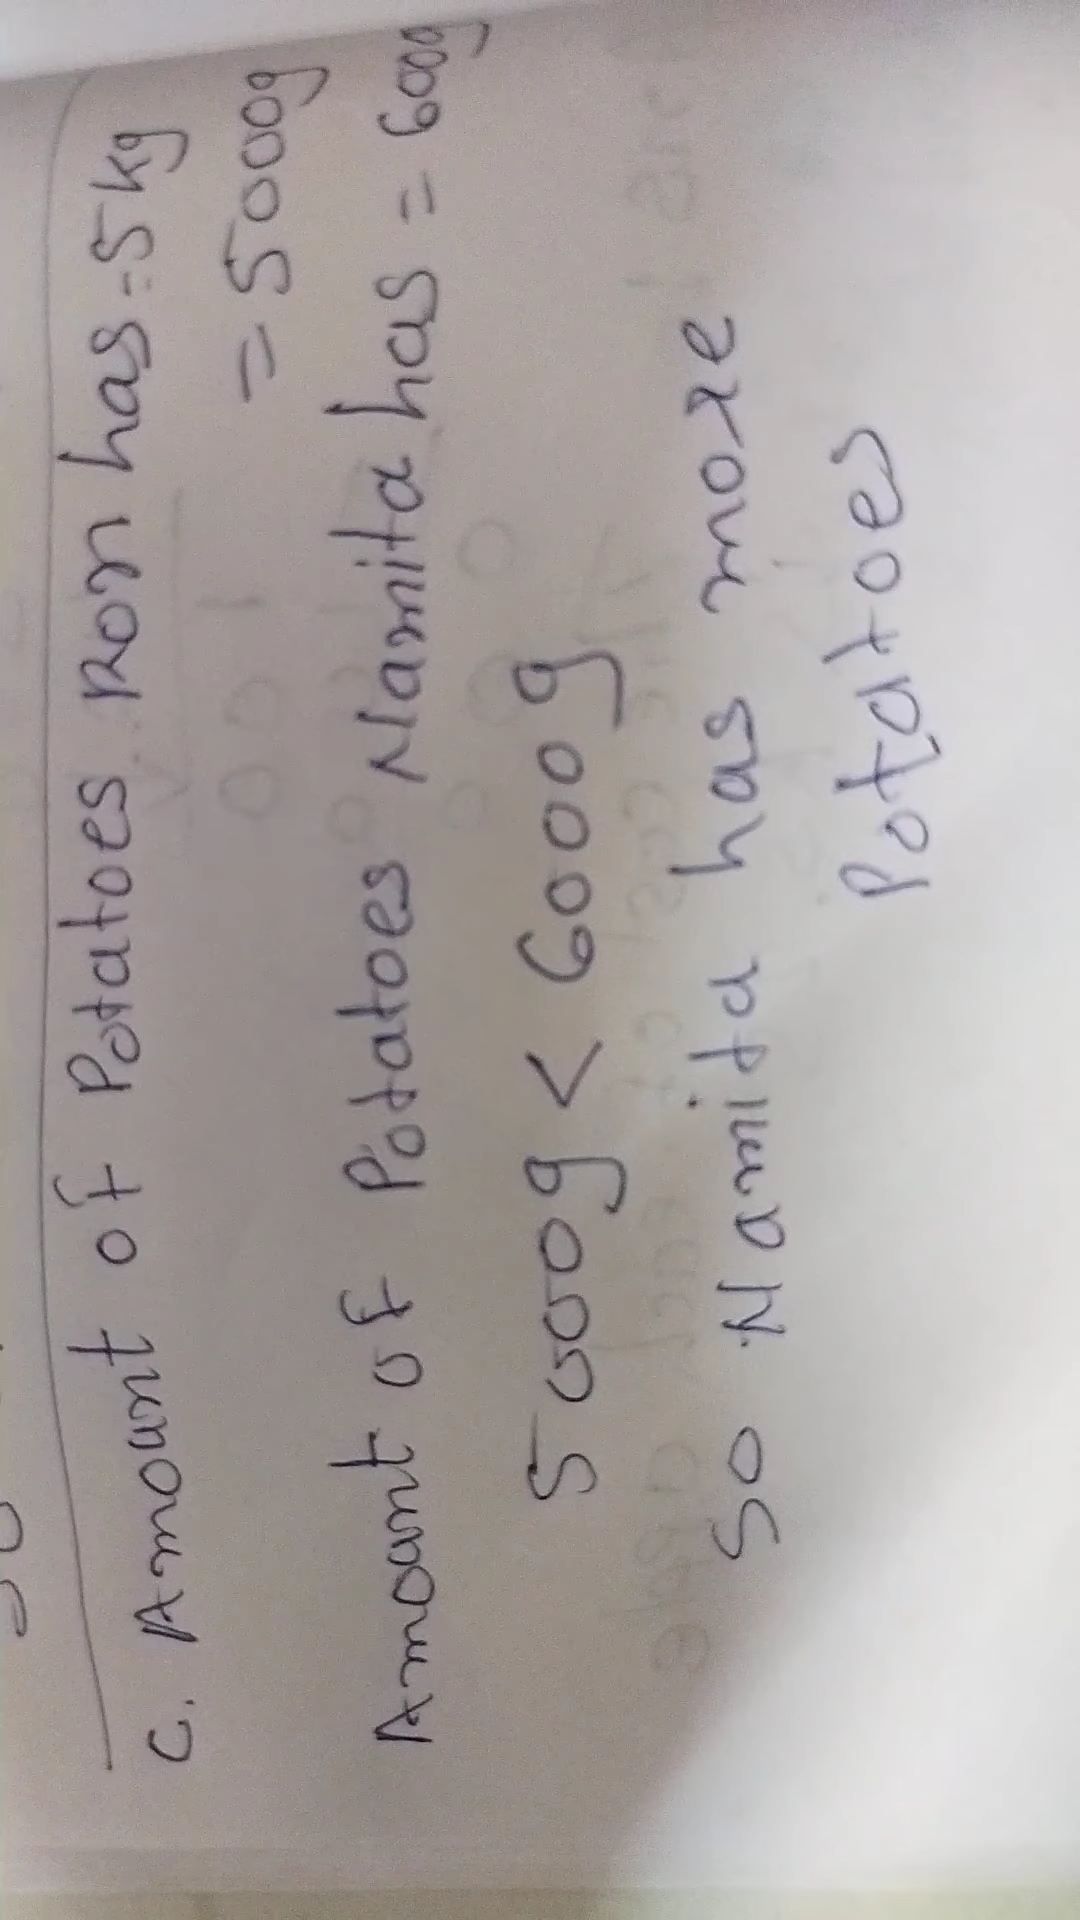 C. Amount of Potatoes Ron has = 5 kg
= 5000g
Amount of Potatoes Namita has = 600g
5000g < 6000g
So Namita has more
Potatoes